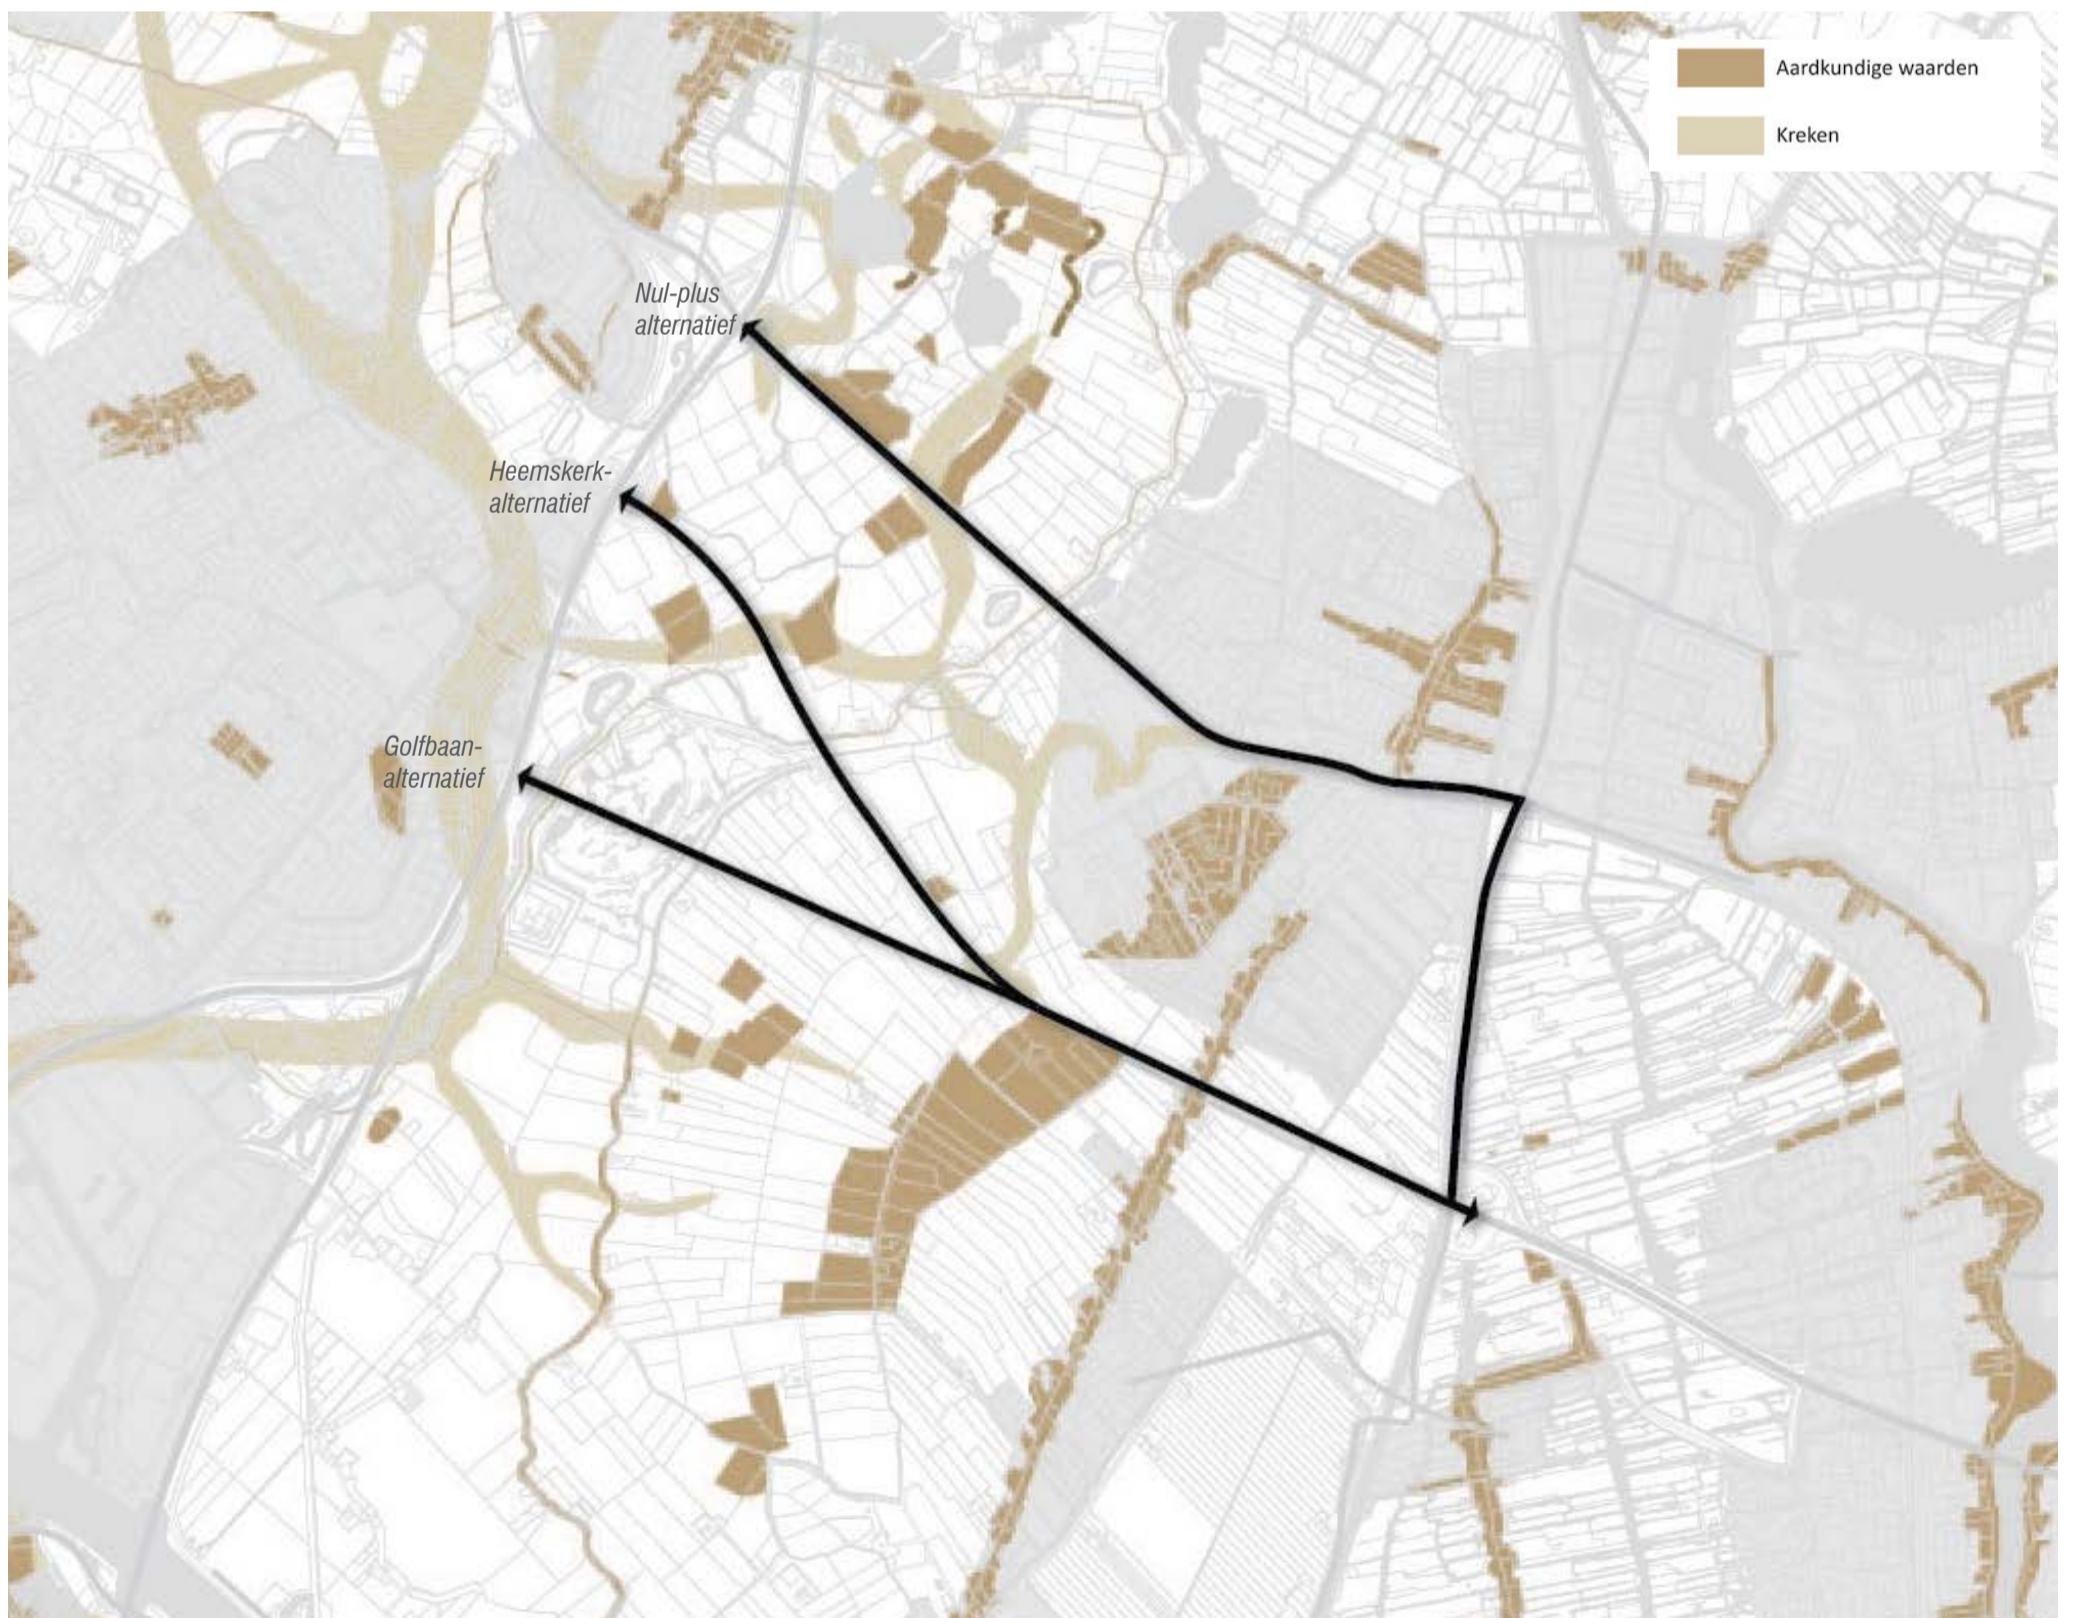 Aardkundige waarden
Kreken
Nul-plus
alternatief
Heemskerk-
alternatief
Golfbaan-
alternatief